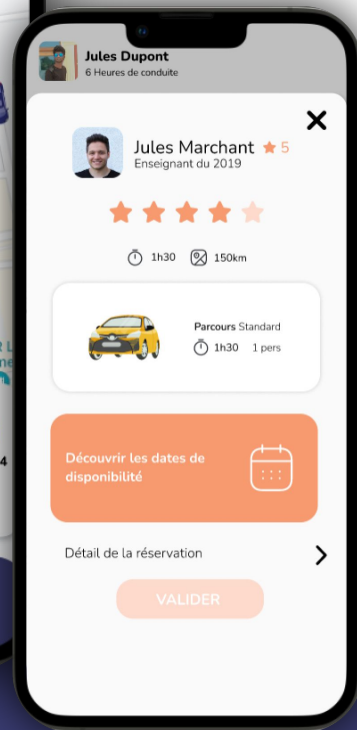 Jules Dupont
6 Heures de conduite
Jules Marchant 5
Enseignant du 2019
1h30 150km
Parcours Standard
1h30 1 pers
Découvrir les dates de
disponibilité
Détail de la réservation
VALIDER
4